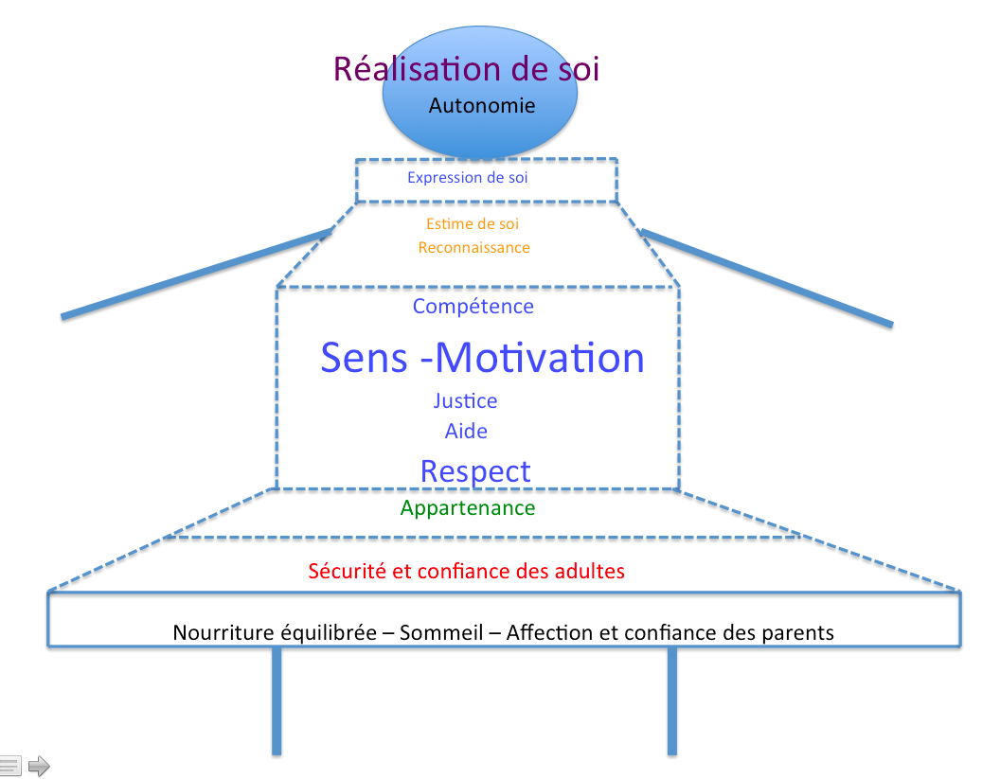 Réalisation de soi
Autonomie
Expression de soi
Estime de soi
Reconnaissance
Compétence
Sens -Motivation
Justice
Aide
Respect
Appartenance
Sécurité et confiance des adultes
Nourriture équilibrée – Sommeil – Affection et confiance des parents